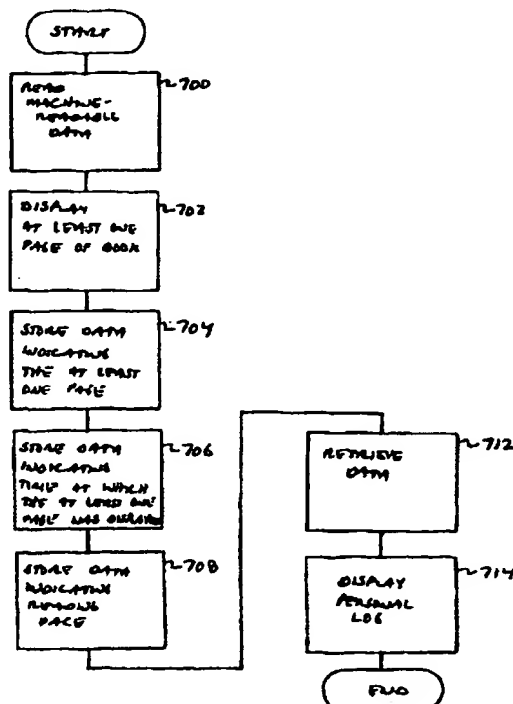 START
READ
MACHINE-
READABLE
DATA
700
DISPLAY
AT LEAST ONE
PAGE OF BOOK
702
STORE DATA
INDICATING
THE AT LEAST
ONE PAGE
704
STORE DATA
INDICATING
TIME AT WHICH
THE AT LEAST ONE
PAGE WAS DISPLAYED
706
STORE DATA
INDICATING
READING
PACE
708
RETRIEVE
DATA
712
DISPLAY
PERSONAL
LOG
714
END